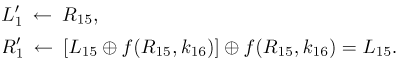 L′₁ ← R₁₅,
R′₁ ← [L₁₅ ⊕ f(R₁₅, k₁₆)] ⊕ f(R₁₅, k₁₆) = L₁₅.